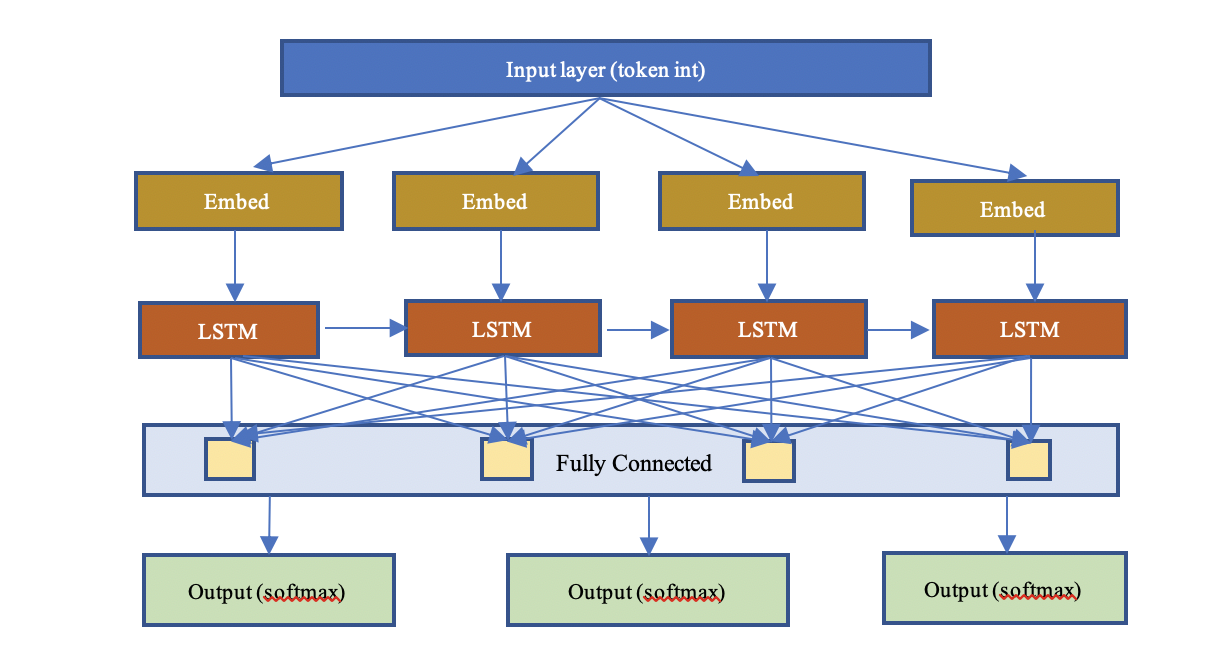 Input layer (token int)
Embed
Embed
Embed
Embed
LSTM
LSTM
LSTM
LSTM
Fully Connected
Output (softmax)
Output (softmax)
Output (softmax)